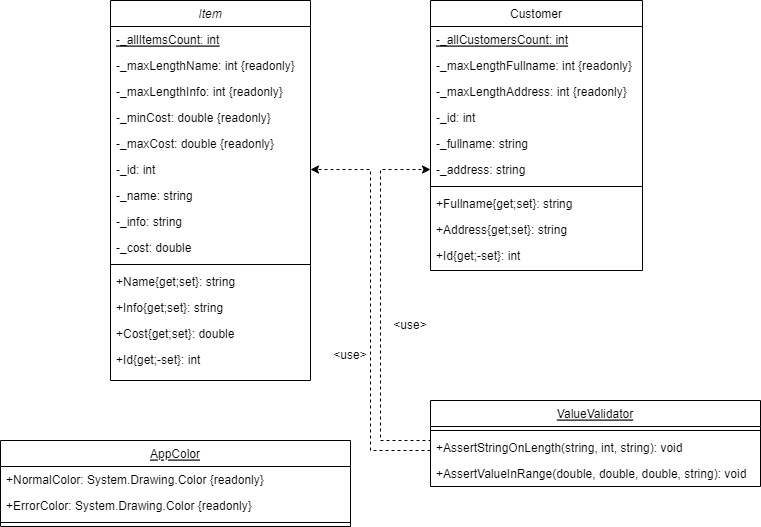 Item
-_allItemsCount: int
-_maxLengthName: int {readonly}
-_maxLengthInfo: int {readonly}
-_minCost: double {readonly}
-_maxCost: double {readonly}
-_id: int
-_name: string
-_info: string
-_cost: double
+Name{get;set}: string
+Info{get;set}: string
+Cost{get;set}: double
+Id{get;-set}: int
Customer
-_allCustomersCount: int
-_maxLengthFullname: int {readonly}
-_maxLengthAddress: int {readonly}
-_id: int
-_fullname: string
-_address: string
+Fullname{get;set}: string
+Address{get;set}: string
+Id{get;-set}: int
<use>
<use>
ValueValidator
+AssertStringOnLength(string, int, string): void
+AssertValueInRange(double, double, double, string): void
AppColor
+NormalColor: System.Drawing.Color {readonly}
+ErrorColor: System.Drawing.Color {readonly}